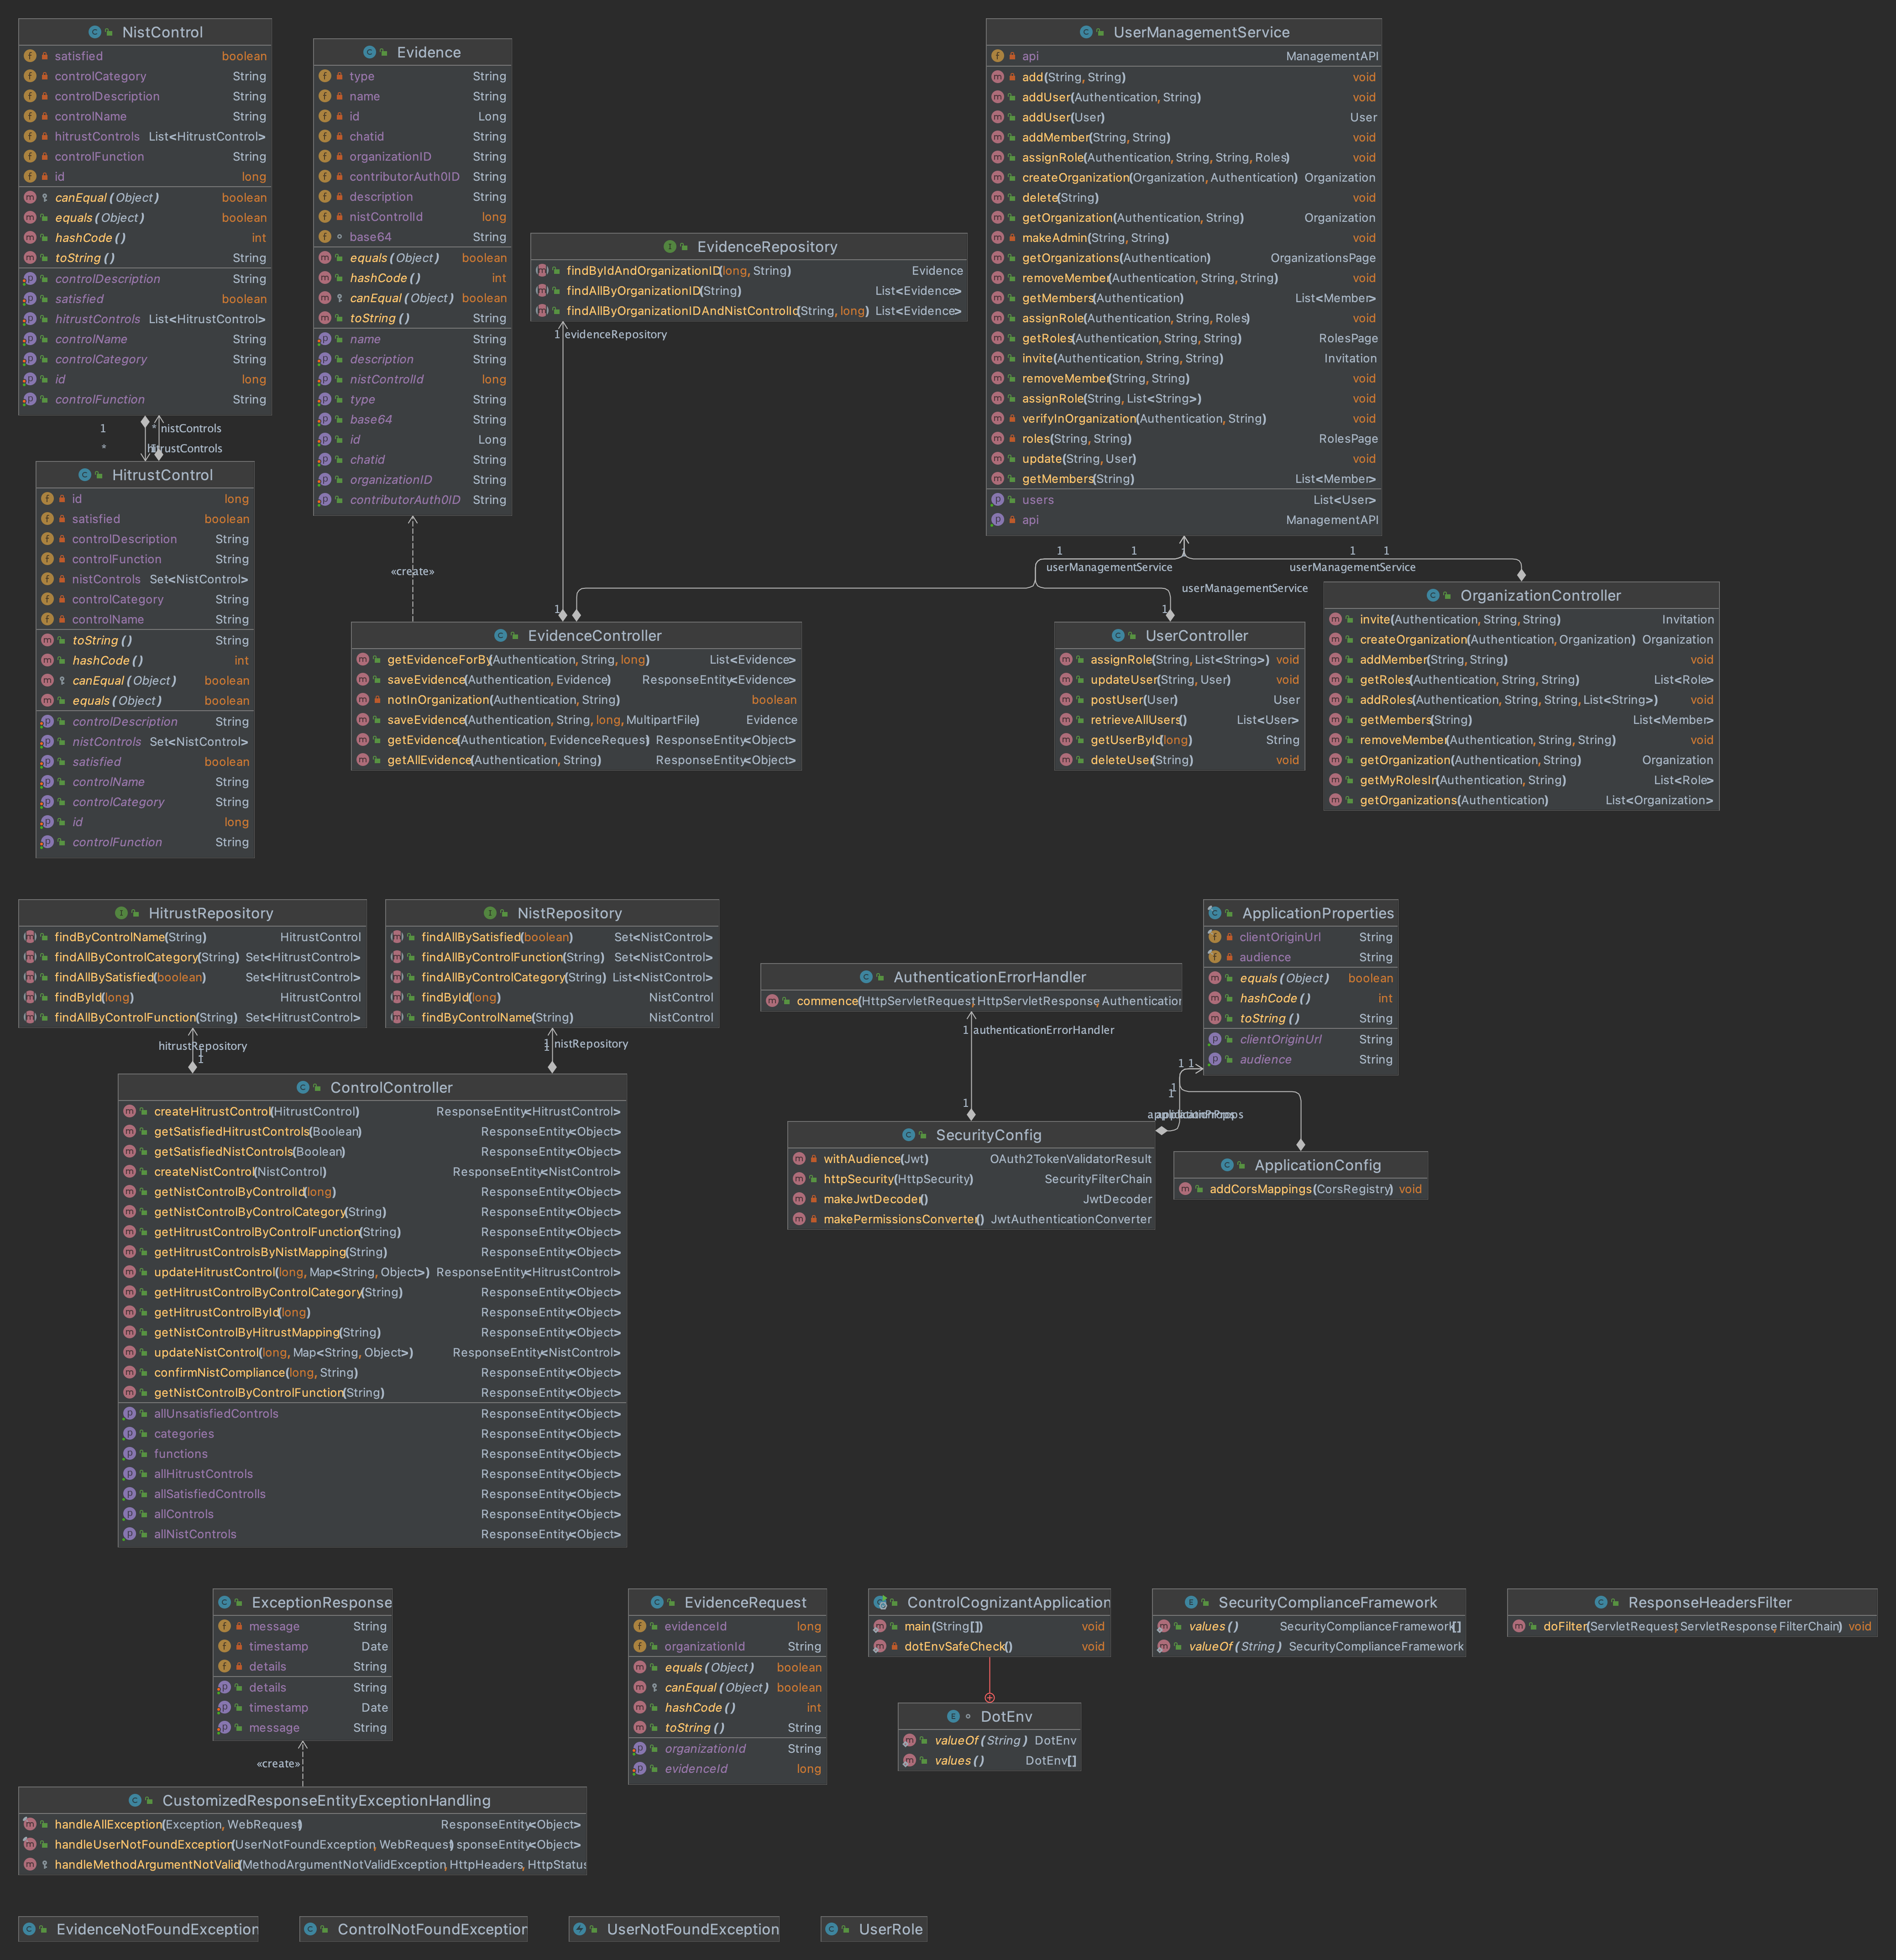 NistControl
satisfied boolean
controlCategory String
controlDescription String
controlName String
hitrustControls List<HitrustControl>
controlFunction String
id long
canEqual(Object) boolean
equals(Object) boolean
hashCode() int
toString() String
controlDescription String
satisfied boolean
hitrustControls List<HitrustControl>
controlName String
controlCategory String
id long
controlFunction String
1
*
* nistControls
hitrustControls
HitrustControl
id long
satisfied boolean
controlDescription String
controlFunction String
nistControls Set<NistControl>
controlCategory String
controlName String
toString() String
hashCode() int
canEqual(Object) boolean
equals(Object) boolean
controlDescription String
nistControls Set<NistControl>
satisfied boolean
controlName String
controlCategory String
id long
controlFunction String
Evidence
type String
name String
id Long
chatid String
organizationID String
contributorAuth0ID String
description String
nistControlId long
base64 String
equals(Object) boolean
hashCode() int
canEqual(Object) boolean
toString() String
name String
description String
nistControlId long
type String
base64 String
id Long
chatid String
organizationID String
contributorAuth0ID String
«create»
EvidenceRepository
findByIdAndOrganizationID(long, String) Evidence
findAllByOrganizationID(String) List<Evidence>
findAllByOrganizationIDAndNistControlId(String, long) List<Evidence>
1 evidenceRepository
1
UserManagementService
api ManagementAPI
add(String, String) void
addUser(Authentication, String) void
addUser(User) User
addMember(String, String) void
assignRole(Authentication, String, String, Roles) void
createOrganization(Organization, Authentication) Organization
delete(String) void
getOrganization(Authentication, String) Organization
makeAdmin(String, String) void
getOrganizations(Authentication) OrganizationsPage
removeMember(Authentication, String, String) void
getMembers(Authentication) List<Member>
assignRole(Authentication, String, Roles) void
getRoles(Authentication, String, String) RolesPage
invite(Authentication, String, String) Invitation
removeMember(String, String) void
assignRole(String, List<String>) void
verifyInOrganization(Authentication, String) void
roles(String, String) RolesPage
update(String, User) void
getMembers(String) List<Member>
users List<User>
api ManagementAPI
1 1 1 1 1
userManagementService userManagementService
userManagementService
1
EvidenceController
getEvidenceForBy(Authentication, String, long) List<Evidence>
saveEvidence(Authentication, Evidence) ResponseEntity<Evidence>
notInOrganization(Authentication, String) boolean
saveEvidence(Authentication, String, long, MultipartFile) Evidence
getEvidence(Authentication, EvidenceRequest) ResponseEntity<Object>
getAllEvidence(Authentication, String) ResponseEntity<Object>
UserController
assignRole(String, List<String>) void
updateUser(String, User) void
postUser(User) User
retrieveAllUsers() List<User>
getUserById(long) String
deleteUser(String) void
OrganizationController
invite(Authentication, String, String) Invitation
createOrganization(Authentication, Organization) Organization
addMember(String, String) void
getRoles(Authentication, String, String) List<Role>
addRoles(Authentication, String, String, List<String>) void
getMembers(String) List<Member>
removeMember(Authentication, String, String) void
getOrganization(Authentication, String) Organization
getMyRolesIn(Authentication, String) List<Role>
getOrganizations(Authentication) List<Organization>
HitrustRepository
findByControlName(String) HitrustControl
findAllByControlCategory(String) Set<HitrustControl>
findAllBySatisfied(boolean) Set<HitrustControl>
findById(long) HitrustControl
findAllByControlFunction(String) Set<HitrustControl>
hitrustRepository
1
1
NistRepository
findAllBySatisfied(boolean) Set<NistControl>
findAllByControlFunction(String) Set<NistControl>
findAllByControlCategory(String) List<NistControl>
findById(long) NistControl
findByControlName(String) NistControl
1 nistRepository
1
ControlController
createHitrustControl(HitrustControl) ResponseEntity<HitrustControl>
getSatisfiedHitrustControls(Boolean) ResponseEntity<Object>
getSatisfiedNistControls(Boolean) ResponseEntity<Object>
createNistControl(NistControl) ResponseEntity<NistControl>
getNistControlByControlId(long) ResponseEntity<Object>
getNistControlByControlCategory(String) ResponseEntity<Object>
getHitrustControlByControlFunction(String) ResponseEntity<Object>
getHitrustControlsByNistMapping(String) ResponseEntity<Object>
updateHitrustControl(long, Map<String, Object>) ResponseEntity<HitrustControl>
getHitrustControlByControlCategory(String) ResponseEntity<Object>
getHitrustControlById(long) ResponseEntity<Object>
getNistControlByHitrustMapping(String) ResponseEntity<Object>
updateNistControl(long, Map<String, Object>) ResponseEntity<NistControl>
confirmNistCompliance(long, String) ResponseEntity<Object>
getNistControlByControlFunction(String) ResponseEntity<Object>
allUnsatisfiedControls ResponseEntity<Object>
categories ResponseEntity<Object>
functions ResponseEntity<Object>
allHitrustControls ResponseEntity<Object>
allSatisfiedControlls ResponseEntity<Object>
allControls ResponseEntity<Object>
allNistControls ResponseEntity<Object>
AuthenticationErrorHandler
commence(HttpServletRequest, HttpServletResponse, Authentication
1 authenticationErrorHandler
1
SecurityConfig
withAudience(Jwt) OAuth2TokenValidatorResult
httpSecurity(HttpSecurity) SecurityFilterChain
makeJwtDecoder() JwtDecoder
makePermissionsConverter() JwtAuthenticationConverter
ApplicationProperties
clientOriginUrl String
audience String
equals(Object) boolean
hashCode() int
toString() String
clientOriginUrl String
audience String
1 1
1
1
applicationProps
ApplicationConfig
addCorsMappings(CorsRegistry) void
ExceptionResponse
message String
timestamp Date
details String
details String
timestamp Date
message String
«create»
CustomizedResponseEntityExceptionHandling
handleAllException(Exception, WebRequest) ResponseEntity<Object>
handleUserNotFoundException(UserNotFoundException, WebRequest) sponseEntity<Object>
handleMethodArgumentNotValid(MethodArgumentNotValidException, HttpHeaders, HttpStatus
EvidenceRequest
evidenceId long
organizationId String
equals(Object) boolean
canEqual(Object) boolean
hashCode() int
toString() String
organizationId String
evidenceId long
ControlCognizantApplication
main(String[]) void
dotEnvSafeCheck() void
DotEnv
valueOf(String) DotEnv
values() DotEnv[]
SecurityComplianceFramework
values() SecurityComplianceFramework[]
valueOf(String) SecurityComplianceFramework
ResponseHeadersFilter
doFilter(ServletRequest, ServletResponse, FilterChain) void
EvidenceNotFoundException
ControlNotFoundException
UserNotFoundException
UserRole